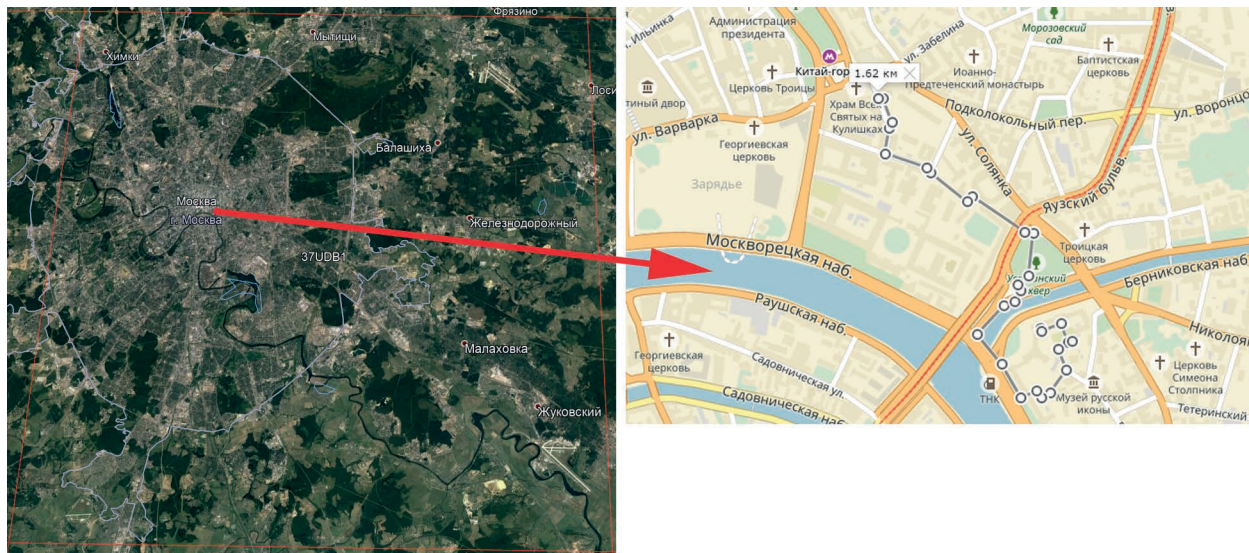 Фрязино
Мытищи
Химки
Лоси
Балашиха
Москва
г. Москва
Железнодорожный
37UDB1
Малаховка
Жуковский
ул. Ильинка
Администрация
президента
ул. Забелина
Морозовский
сад
Китай-гор
1.62 км
Баптистская
церковь
Иоанно-
Предтеченский монастырь
тиный двор
Церковь Троицы
Храм Всех
Святых на
Кулишках
ул. Варварка
Георгиевская
церковь
Подколокольный пер.
ул. Воронцо
ул. Солянка
Зарядье
Яузский бульв.
Москворецкая наб.
Троицкая
церковь
Берниковская наб.
Раушская наб.
Николоям
Георгиевская
церковь
Садовническая ул.
Церковь
Симеона
Столпника
ТНК
Музей русской
иконы
Садовническая наб.
Тетеринский